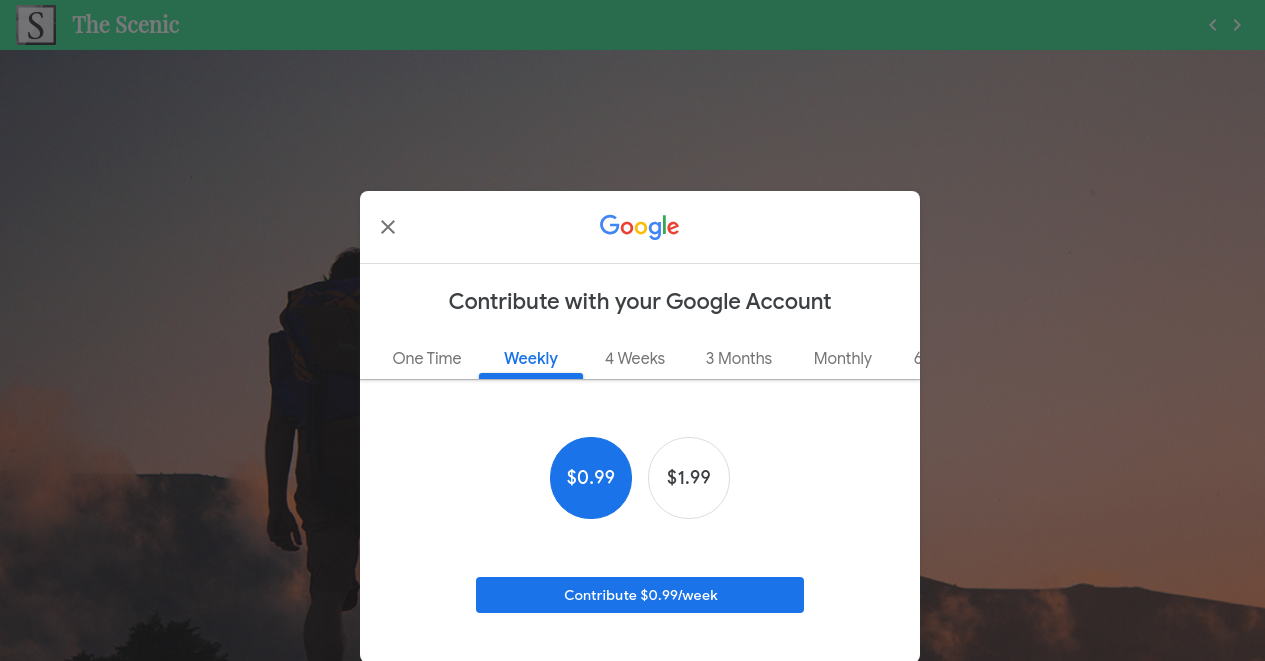 S The Scenic
Google
Contribute with your Google Account
One Time Weekly 4 Weeks 3 Months Monthly
$0.99 $1.99
Contribute $0.99/week